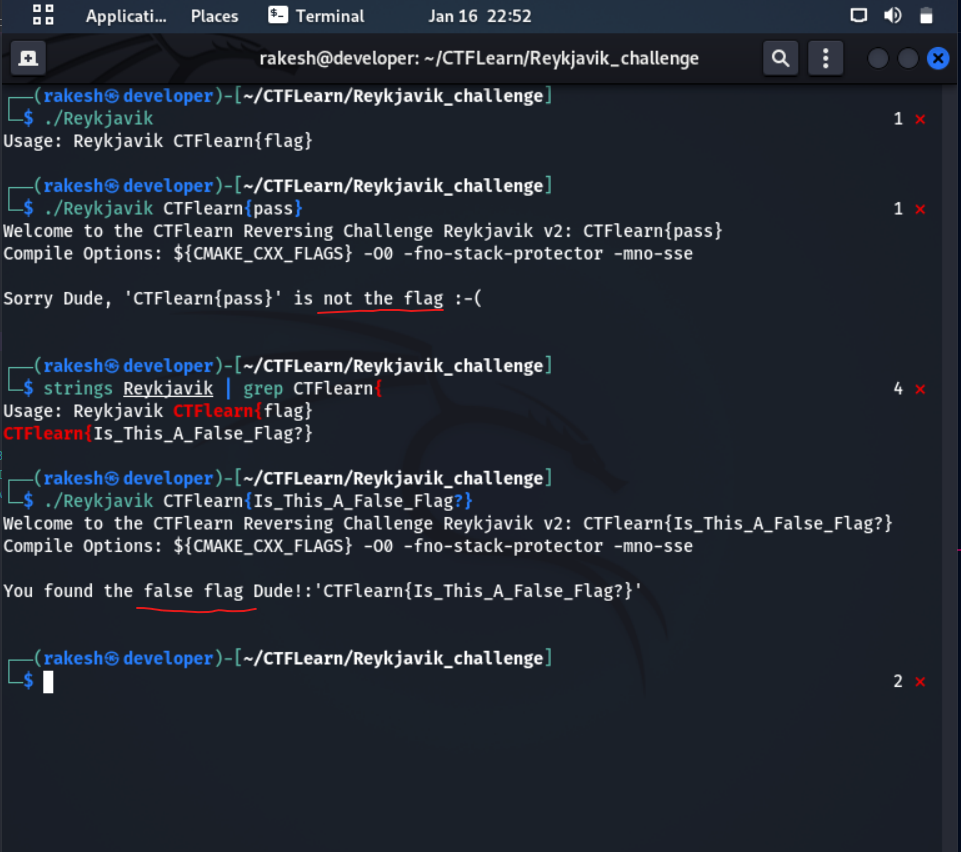 Applicati... Places Terminal Jan 16 22:52
rakesh@developer: ~/CTFLearn/Reykjavik_challenge
┌──(rakesh㉿developer)-[~/CTFLearn/Reykjavik_challenge]
└─$ ./Reykjavik 1 ⨯
Usage: Reykjavik CTFlearn{flag}
┌──(rakesh㉿developer)-[~/CTFLearn/Reykjavik_challenge]
└─$ ./Reykjavik CTFlearn{pass} 1 ⨯
Welcome to the CTFlearn Reversing Challenge Reykjavik v2: CTFlearn{pass}
Compile Options: ${CMAKE_CXX_FLAGS} -O0 -fno-stack-protector -mno-sse
Sorry Dude, 'CTFlearn{pass}' is not the flag :-(
┌──(rakesh㉿developer)-[~/CTFLearn/Reykjavik_challenge]
└─$ strings Reykjavik | grep CTFlearn{ 4 ⨯
Usage: Reykjavik CTFlearn{flag}
CTFlearn{Is_This_A_False_Flag?}
┌──(rakesh㉿developer)-[~/CTFLearn/Reykjavik_challenge]
└─$ ./Reykjavik CTFlearn{Is_This_A_False_Flag?}
Welcome to the CTFlearn Reversing Challenge Reykjavik v2: CTFlearn{Is_This_A_False_Flag?}
Compile Options: ${CMAKE_CXX_FLAGS} -O0 -fno-stack-protector -mno-sse
You found the false flag Dude!:'CTFlearn{Is_This_A_False_Flag?}'
┌──(rakesh㉿developer)-[~/CTFLearn/Reykjavik_challenge]
└─$ 2 ⨯